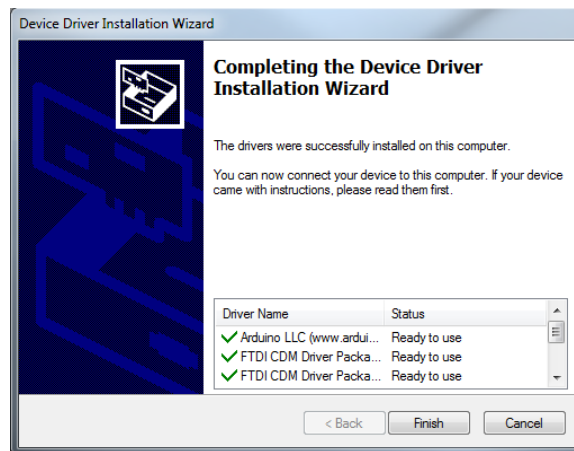 Device Driver Installation Wizard
Completing the Device Driver
Installation Wizard
The drivers were successfully installed on this computer.
You can now connect your device to this computer. If your device
came with instructions, please read them first.
Driver Name Status
Arduino LLC (www.ardui... Ready to use
FTDI CDM Driver Packa... Ready to use
FTDI CDM Driver Packa... Ready to use
< Back Finish Cancel